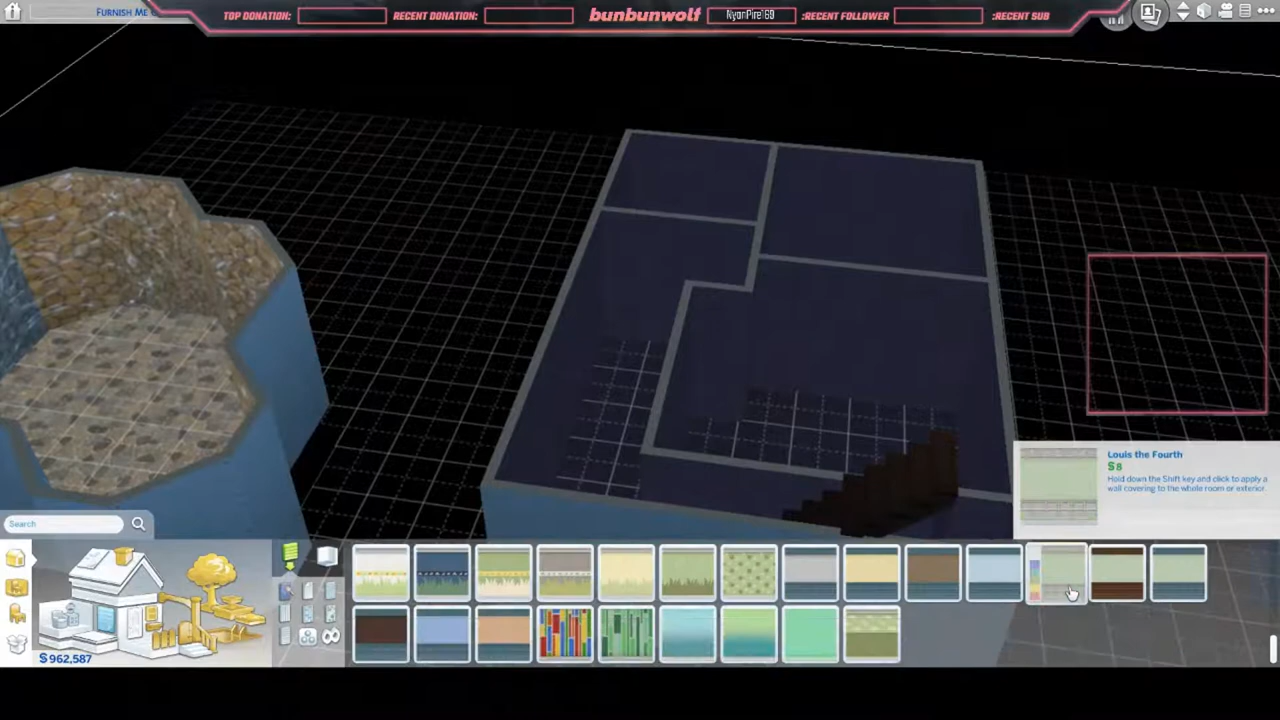 FURNISH ME
TOP DONATION:
RECENT DONATION:
bunbunwolf
NyonPire169
:RECENT FOLLOWER
:RECENT SUB
Louis the Fourth
$8
Hold down the Shift key and click to apply a
wall covering to the whole room or exterior.
Search
$962,587